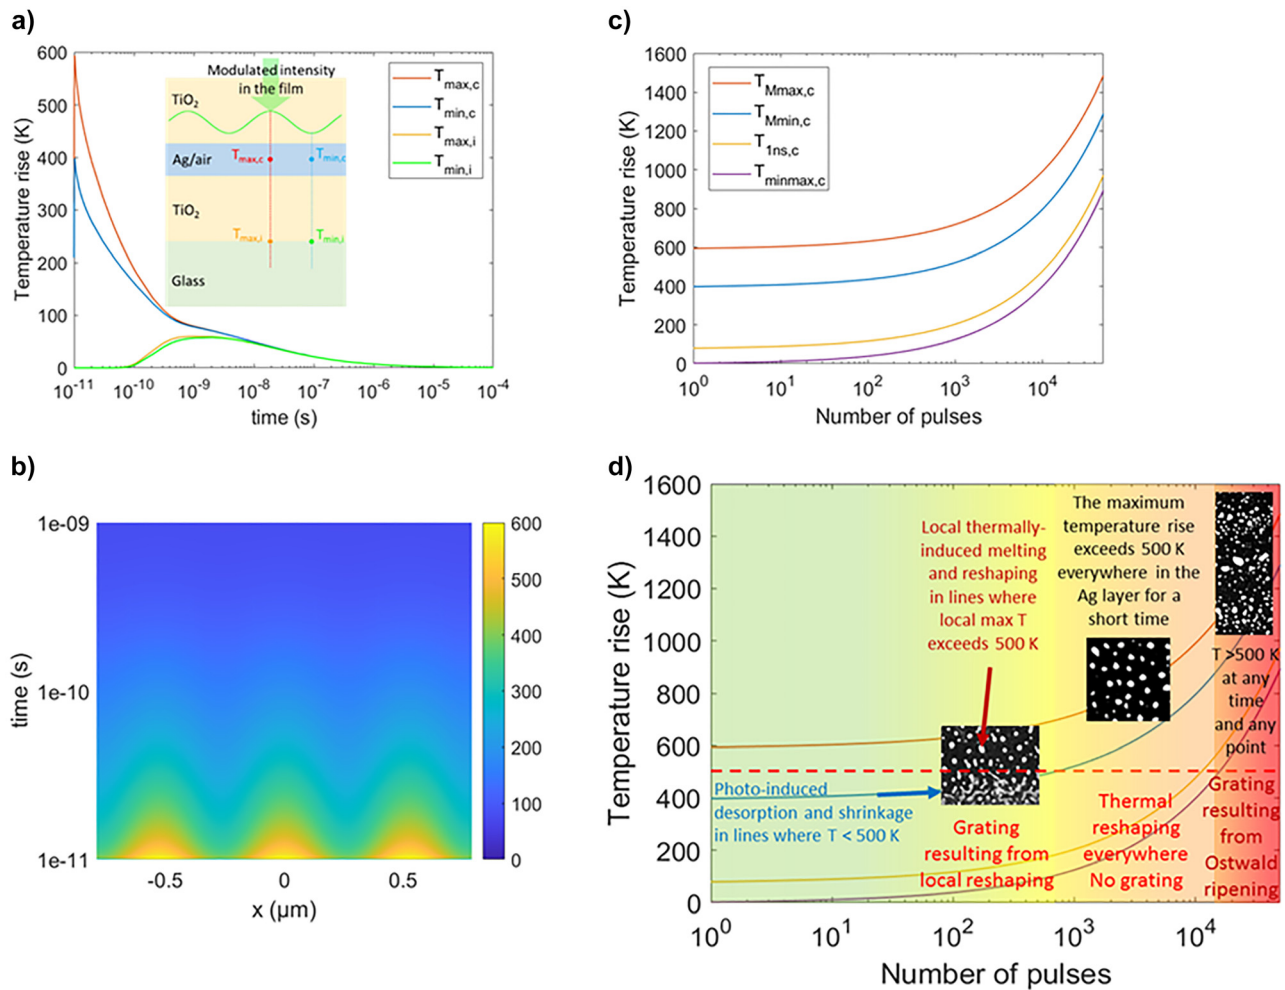 a)
600
500
400
300
200
100
0
Temperature rise (K)
10-11
10-10
10-9
10-8
10-7
10-6
10-5
10-4
time (s)
Modulated intensity
in the film
TiO2
Ag/air
Tmax,c
Tmin,c
TiO2
Tmax,i
Tmin,i
Glass
Tmax,c
Tmin,c
Tmax,i
Tmin,i
c)
1600
1400
1200
1000
800
600
400
200
0
Temperature rise (K)
TMmax,c
TMmin,c
T1ns,c
Tminmax,c
100
101
102
103
104
Number of pulses
b)
1e-09
1e-10
1e-11
time (s)
-0.5
0
0.5
x (µm)
600
500
400
300
200
100
0
d)
1600
1400
1200
1000
800
600
400
200
0
Temperature rise (K)
Local thermally-
induced melting
and reshaping
in lines where
local max T
exceeds 500 K
The maximum
temperature rise
exceeds 500 K
everywhere in the
Ag layer for a
short time
T >500 K
at any
time
and any
point
Photo-induced
desorption and shrinkage
in lines where T < 500 K
Grating
resulting from
local reshaping
Thermal
reshaping
everywhere
No grating
Grating
resulting
from
Ostwald
ripening
100
101
102
103
104
Number of pulses